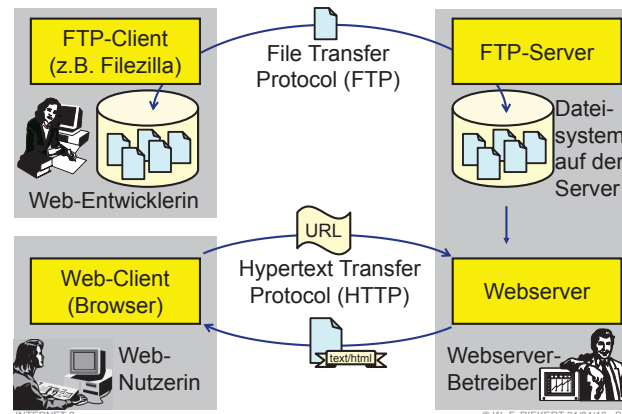 FTP-Client
(z.B. Filezilla)
File Transfer
Protocol (FTP)
FTP-Server
Datei-
system
auf der
Server
Web-Entwicklerin
URL
Hypertext Transfer
Protocol (HTTP)
Web-Client
(Browser)
Webserver
text/html
Web-
Nutzerin
Webserver-
Betreiber